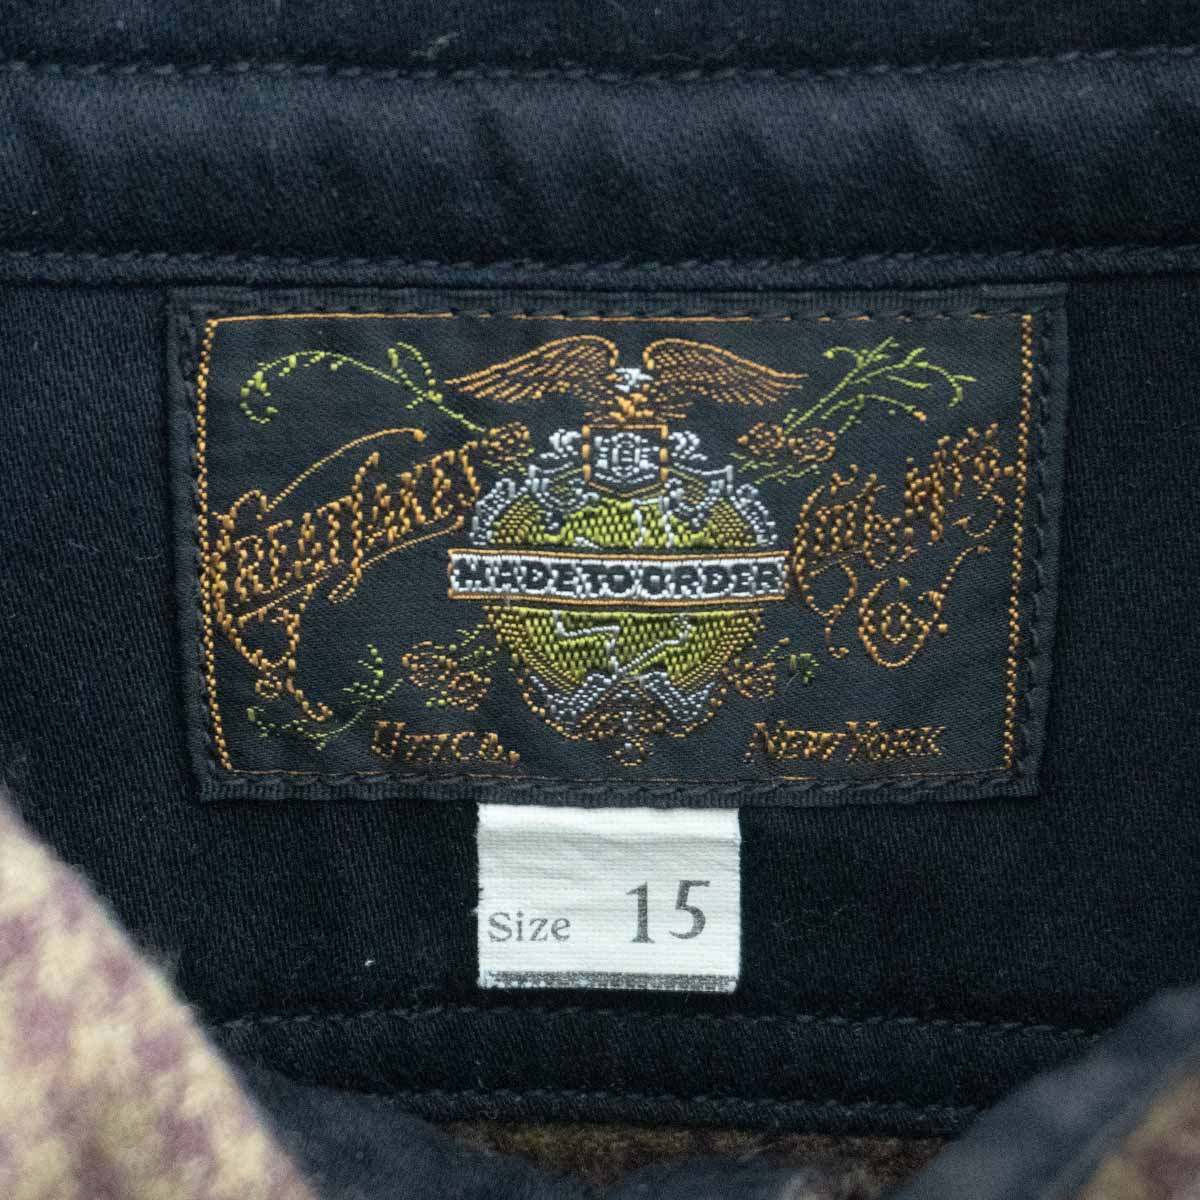 GREAT LAKES
MADE TO ORDER
UTICA.
NEW YORK
Size 15